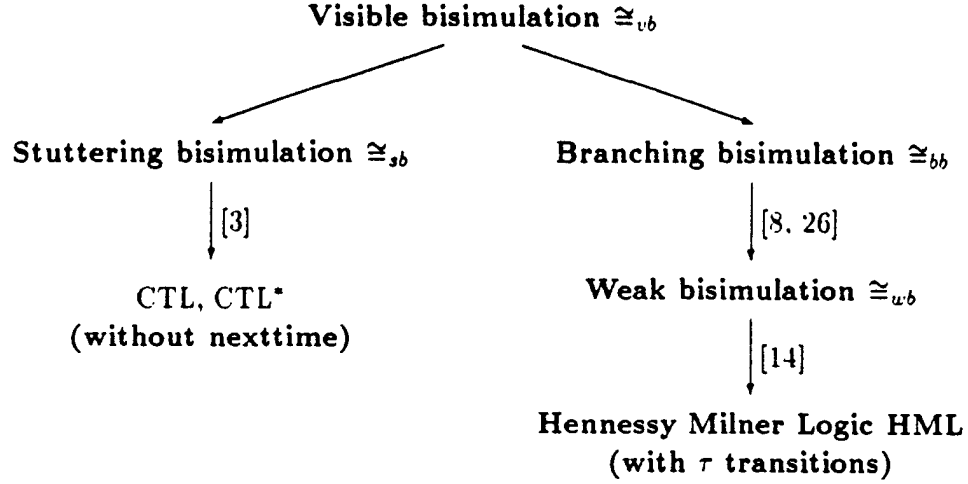 Visible bisimulation ≅vb
Stuttering bisimulation ≅sb
Branching bisimulation ≅bb
[3]
[8. 26]
CTL, CTL*
(without nexttime)
Weak bisimulation ≅wb
[14]
Hennessy Milner Logic HML
(with τ transitions)